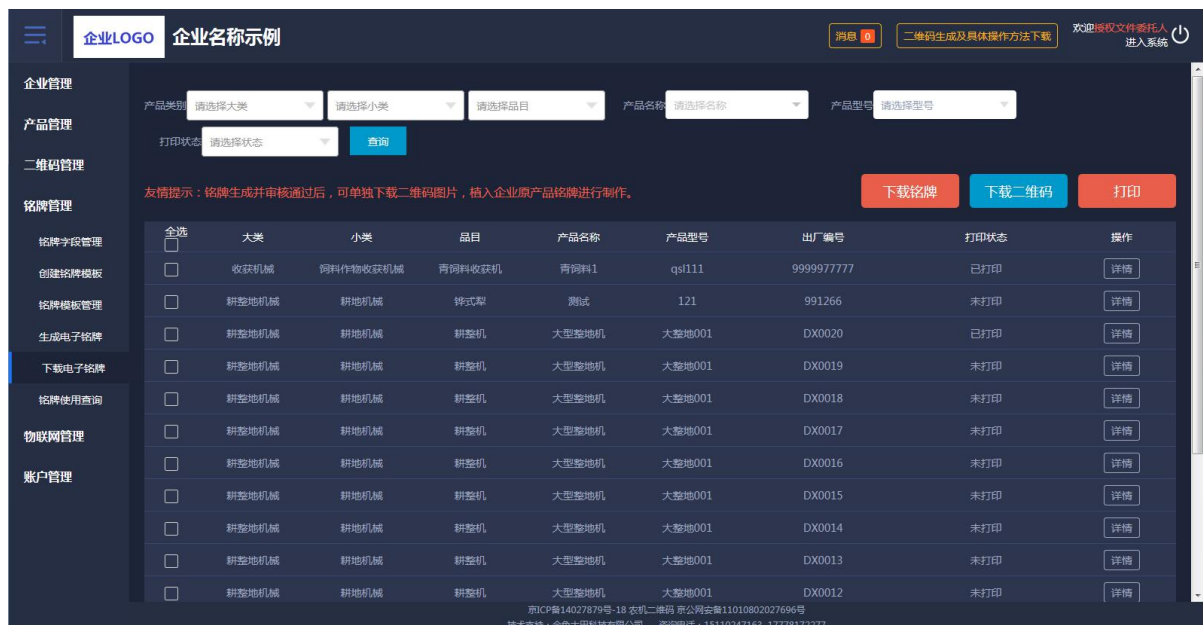 企业LOGO 企业名称示例 消息 0 二维码生成及具体操作方法下载 欢迎授权文件委托人
进入系统
企业管理
产品管理
二维码管理
铭牌管理
铭牌字段管理
创建铭牌模板
铭牌模板管理
生成电子铭牌
下载电子铭牌
铭牌使用查询
物联网管理
账户管理
产品类别 请选择大类 请选择小类 请选择品目 产品名称 请选择名称 产品型号 请选择型号
打印状态 请选择状态 查询
友情提示：铭牌生成并审核通过后，可单独下载二维码图片，植入企业原产品铭牌进行制作。 下载铭牌 下载二维码 打印
全选 大类 小类 品目 产品名称 产品型号 出厂编号 打印状态 操作
收获机械 饲料作物收获机械 青饲料收获机 青饲料1 qsl111 9999977777 已打印 详情
耕整地机械 耕地机械 铧式犁 测试 121 991266 未打印 详情
耕整地机械 耕地机械 耕整机 大型整地机 大整地001 DX0020 已打印 详情
耕整地机械 耕地机械 耕整机 大型整地机 大整地001 DX0019 未打印 详情
耕整地机械 耕地机械 耕整机 大型整地机 大整地001 DX0018 未打印 详情
耕整地机械 耕地机械 耕整机 大型整地机 大整地001 DX0017 未打印 详情
耕整地机械 耕地机械 耕整机 大型整地机 大整地001 DX0016 未打印 详情
耕整地机械 耕地机械 耕整机 大型整地机 大整地001 DX0015 未打印 详情
耕整地机械 耕地机械 耕整机 大型整地机 大整地001 DX0014 未打印 详情
耕整地机械 耕地机械 耕整机 大型整地机 大整地001 DX0013 未打印 详情
耕整地机械 耕地机械 耕整机 大型整地机 大整地001 DX0012 未打印 详情
京ICP备14027879号-18 农机二维码 京公网安备11010802027696号